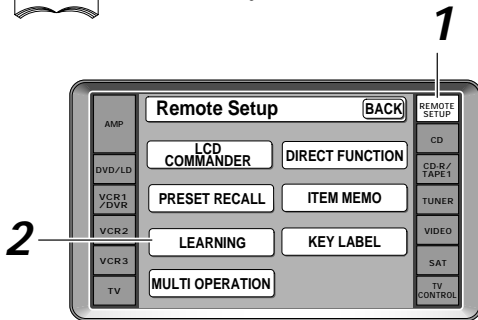 1
Remote Setup
BACK
REMOTE
SETUP
AMP
CD
LCD
COMMANDER
DIRECT FUNCTION
DVD/LD
CD-R/
TAPE1
VCR1
/DVR
PRESET RECALL
ITEM MEMO
TUNER
2
VCR2
LEARNING
KEY LABEL
VIDEO
VCR3
SAT
TV
MULTI OPERATION
TV
CONTROL